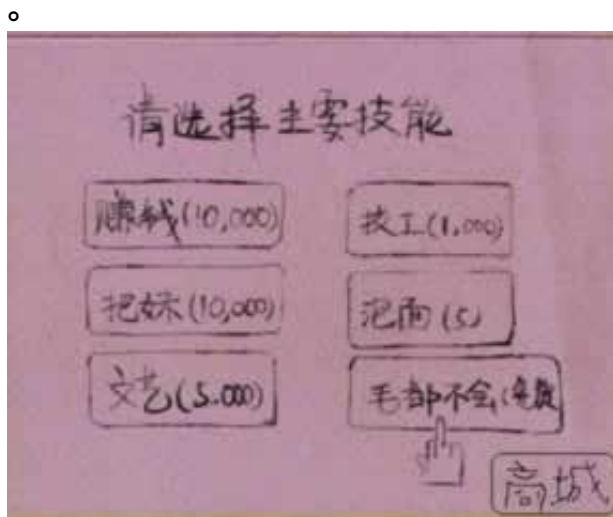 。
请选择主要技能
赚钱(10,000)
技工(1,000)
把妹(10,000)
泡面(5)
文艺(5.000)
毛都不会(免费
商城